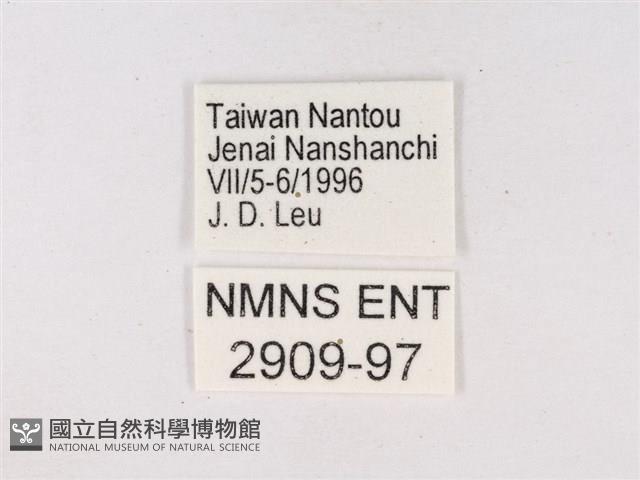 Taiwan Nantou
Jenai Nanshanchi
VII/5-6/1996
J. D. Leu
NMNS ENT
2909-97
國立自然科學博物館
NATIONAL MUSEUM OF NATURAL SCIENCE